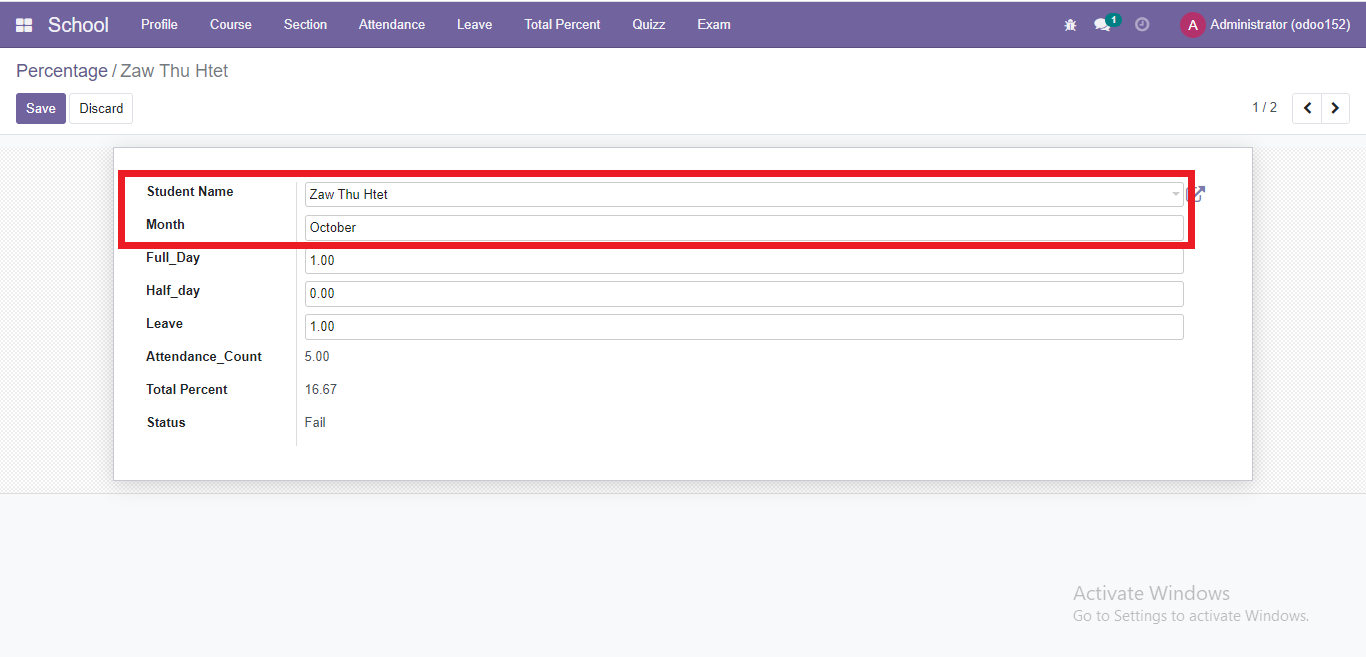 School Profile Course Section Attendance Leave Total Percent Quizz Exam 1 A Administrator (odoo152)
Percentage / Zaw Thu Htet
Save Discard 1 / 2
Student Name Zaw Thu Htet
Month October
Full_Day 1.00
Half_day 0.00
Leave 1.00
Attendance_Count 5.00
Total Percent 16.67
Status Fail
Activate Windows
Go to Settings to activate Windows.